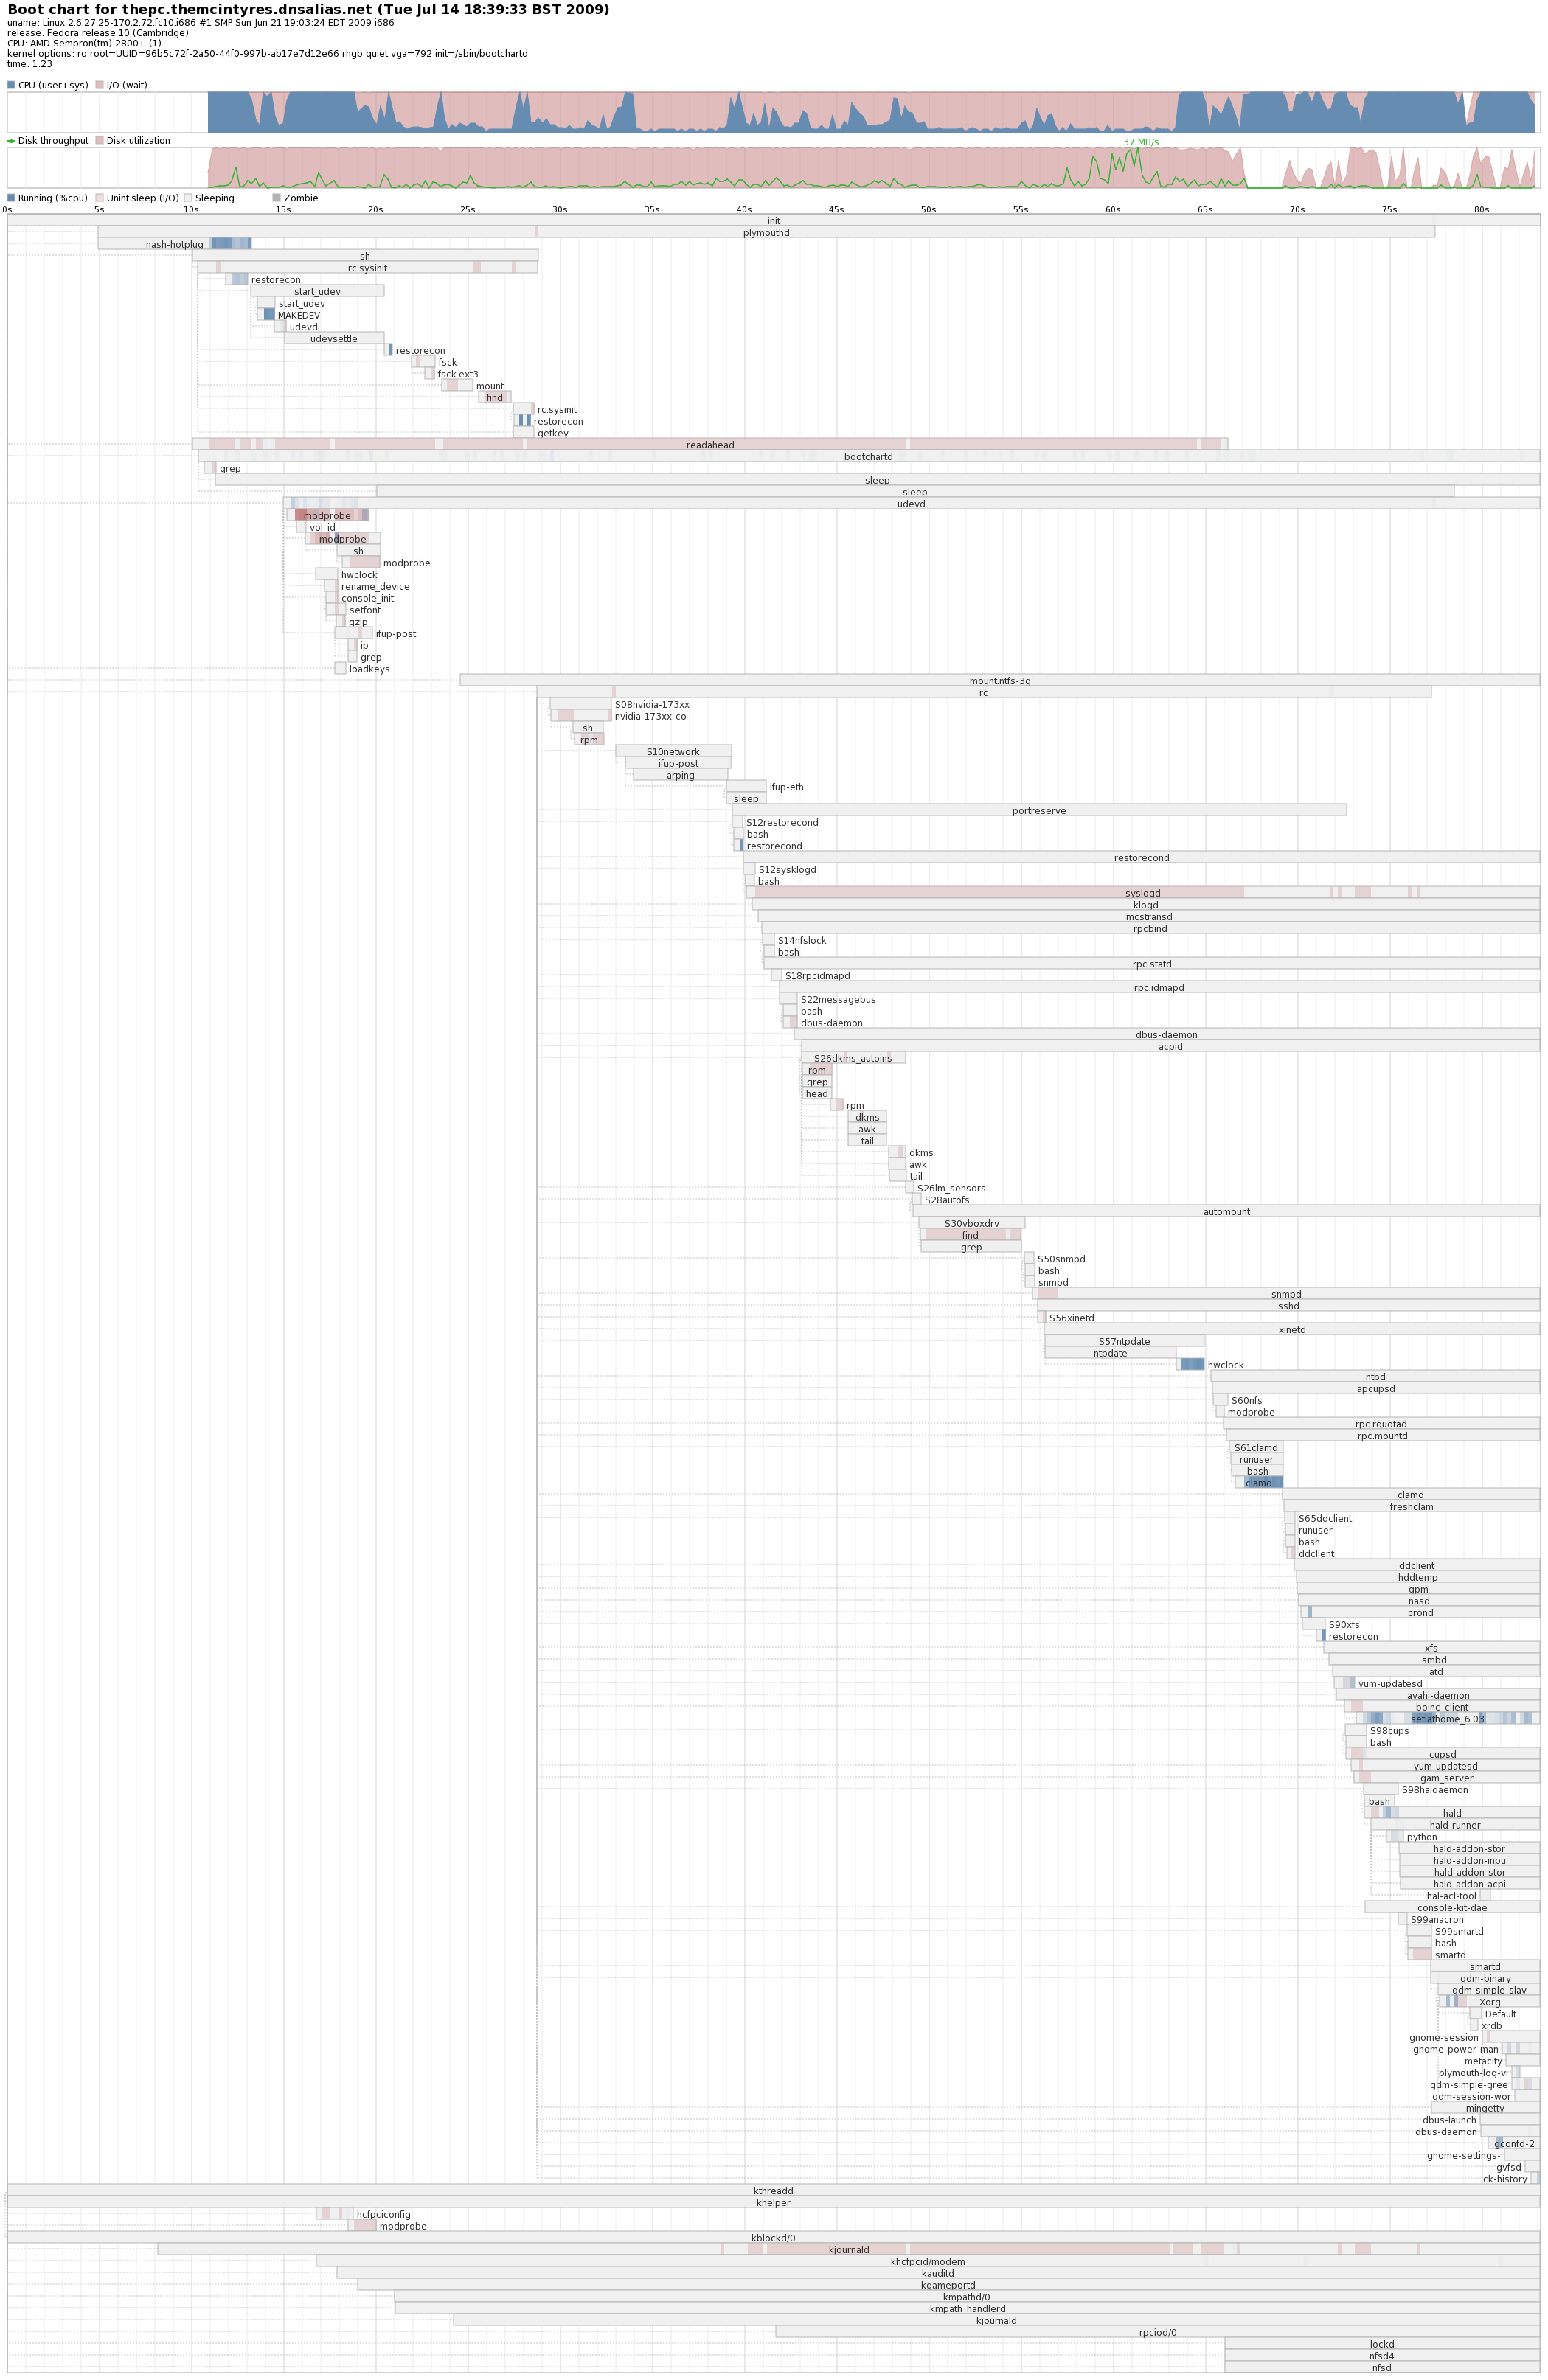 Boot chart for thepc.themcintyres.dnsalias.net (Tue Jul 14 18:39:33 BST 2009)
uname: Linux 2.6.27.25-170.2.72.fc10.i686 #1 SMP Sun Jun 21 19:03:24 EDT 2009 i686
release: Fedora release 10 (Cambridge)
CPU: AMD Sempron(tm) 2800+ (1)
kernel options: ro root=UUID=96b5c72f-2a50-44f0-997b-ab17e7d12e66 rhgb quiet vga=792 init=/sbin/bootchartd
time: 1:23
CPU (user+sys) I/O (wait)
Disk throughput Disk utilization
37 MB/s
Running (%cpu) Unint.sleep (I/O) Sleeping Zombie
0s 5s 10s 15s 20s 25s 30s 35s 40s 45s 50s 55s 60s 65s 70s 75s 80s
init
plymouthd
nash-hotplug
sh
rc.sysinit
restorecon
start_udev
start_udev
MAKEDEV
udevd
udevsettle
restorecon
fsck
fsck.ext3
mount
find
rc.sysinit
restorecon
getkey
readahead
bootchartd
grep
sleep
sleep
udevd
modprobe
vol_id
modprobe
sh
modprobe
hwclock
rename_device
console_init
setfont
gzip
ifup-post
ip
grep
loadkeys
mount.ntfs-3g
rc
S08nvidia-173xx
nvidia-173xx-co
sh
rpm
S10network
ifup-post
arping
ifup-eth
sleep
portreserve
S12restorecond
bash
restorecond
restorecond
S12sysklogd
bash
syslogd
klogd
mcstransd
rpcbind
S14nfslock
bash
rpc.statd
S18rpcidmapd
rpc.idmapd
S22messagebus
bash
dbus-daemon
dbus-daemon
acpid
S26dkms_autoins
rpm
grep
head
rpm
dkms
awk
tail
dkms
awk
tail
S26lm_sensors
S28autofs
automount
S30vboxdrv
find
grep
S50snmpd
bash
snmpd
snmpd
sshd
S56xinetd
xinetd
S57ntpdate
ntpdate
hwclock
ntpd
apcupsd
S60nfs
modprobe
rpc.rquotad
rpc.mountd
S61clamd
runuser
bash
clamd
clamd
freshclam
S65ddclient
runuser
bash
ddclient
ddclient
hddtemp
gpm
nasd
crond
S90xfs
restorecon
xfs
smbd
atd
yum-updatesd
avahi-daemon
boinc_client
setiathome_6.03
S98cups
bash
cupsd
yum-updatesd
gam_server
S98haldaemon
bash
hald
hald-runner
python
hald-addon-stor
hald-addon-inpu
hald-addon-stor
hald-addon-acpi
hal-acl-tool
console-kit-dae
S99anacron
S99smartd
bash
smartd
smartd
gdm-binary
gdm-simple-slav
Xorg
Default
xrdb
gnome-session
gnome-power-man
metacity
plymouth-log-vi
gdm-simple-gree
gdm-session-wor
mingetty
dbus-launch
dbus-daemon
gconfd-2
gnome-settings-
gvfsd
ck-history
kthreadd
khelper
hcfpciconfig
modprobe
kblockd/0
kjournald
khcfpcid/modem
kauditd
kgameportd
kmpathd/0
kmpath_handlerd
kjournald
rpciod/0
lockd
nfsd4
nfsd